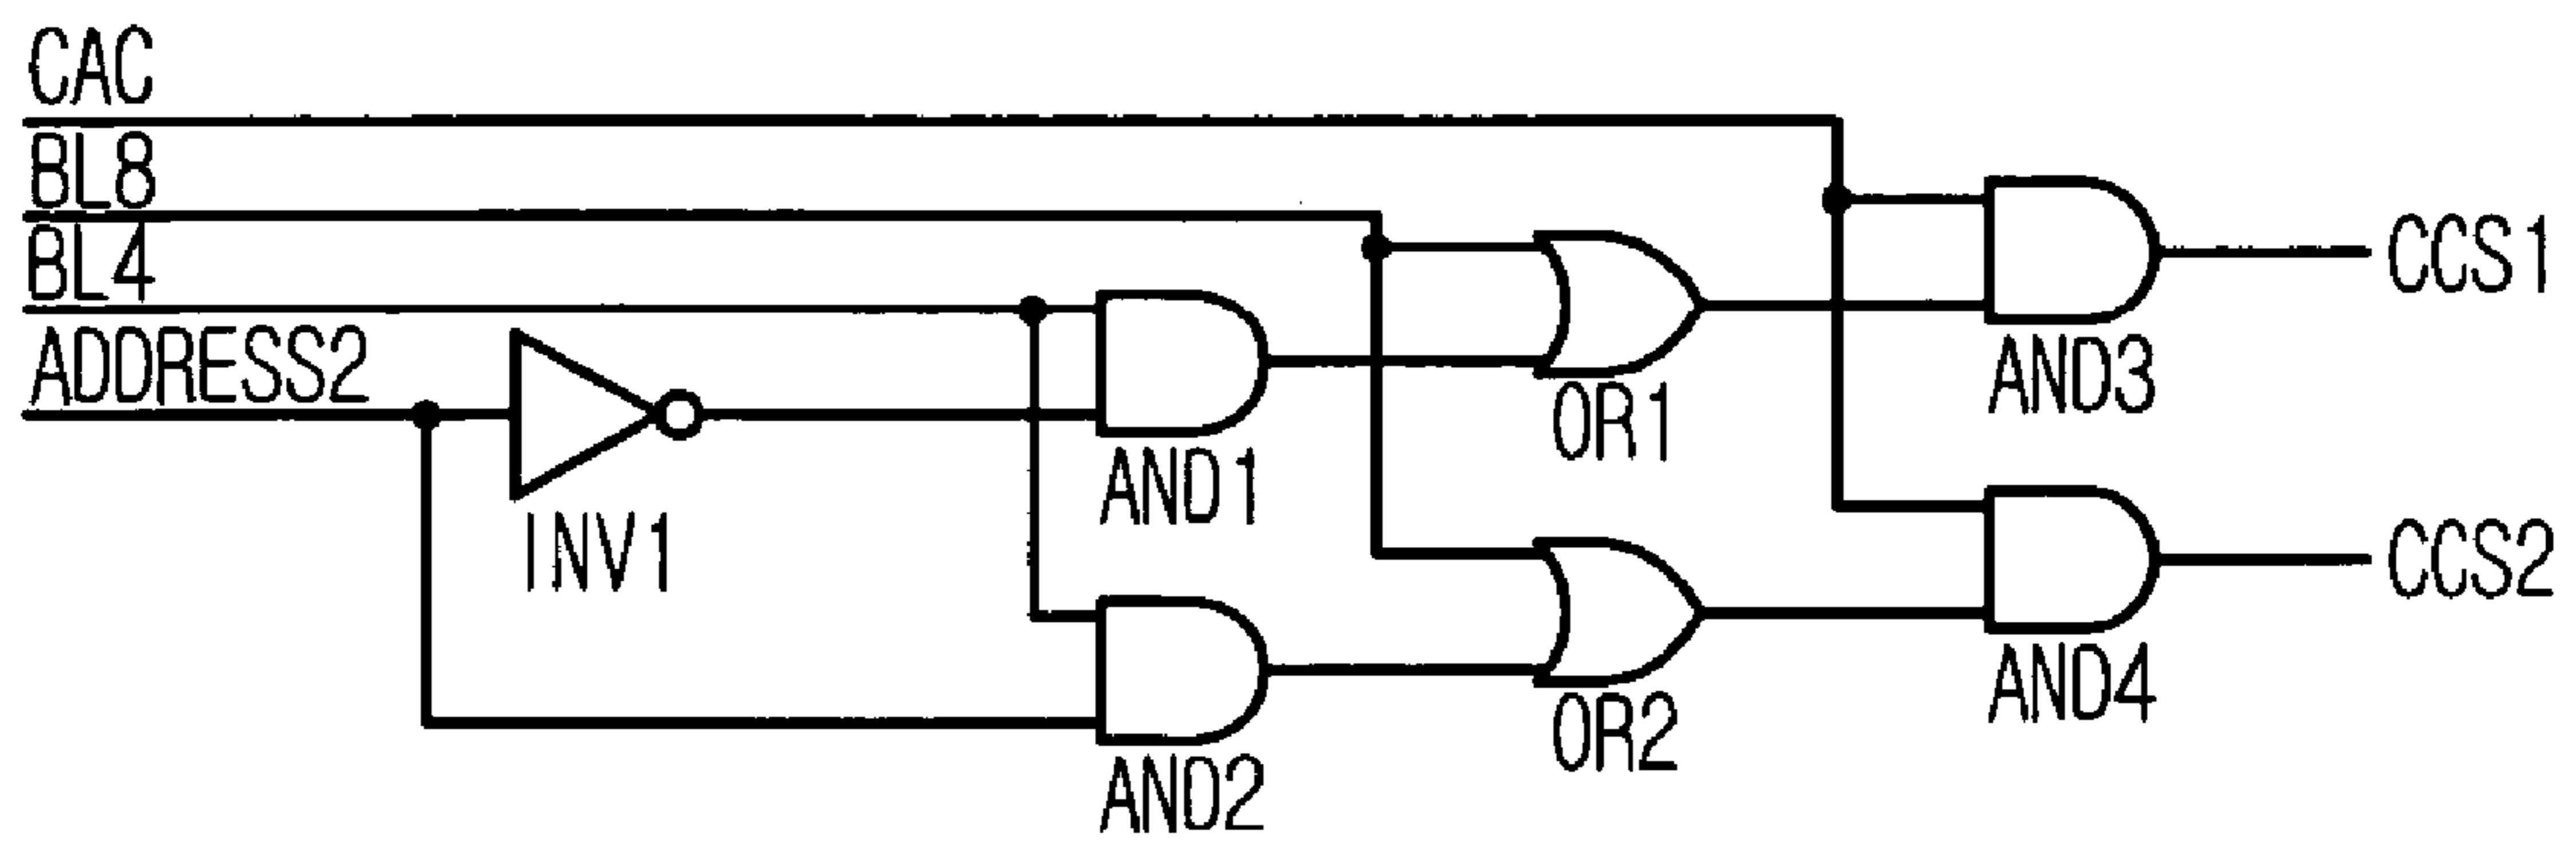 CAC
BL8
BL4
ADDRESS2
INV1
AND1
AND2
OR1
OR2
AND3
AND4
CCS1
CCS2